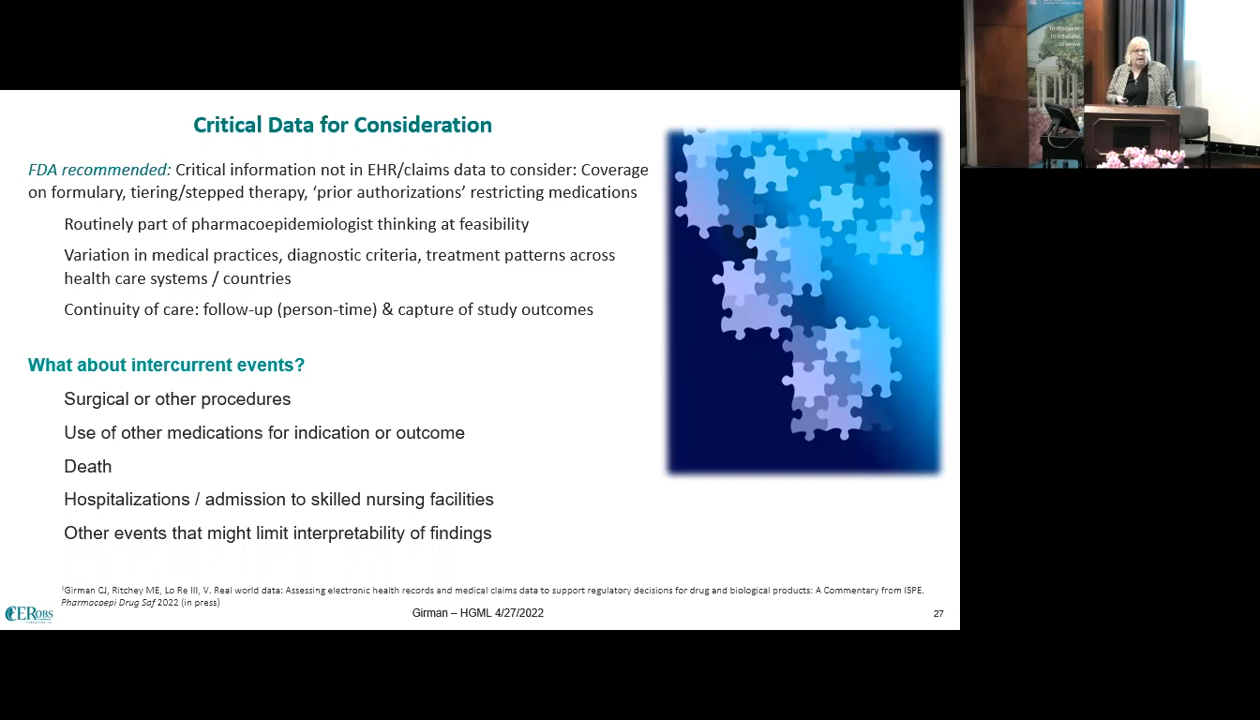 to discover,
to educate,
to serve
Critical Data for Consideration
FDA recommended: Critical information not in EHR/claims data to consider: Coverage
on formulary, tiering/stepped therapy, ‘prior authorizations’ restricting medications
Routinely part of pharmacoepidemiologist thinking at feasibility
Variation in medical practices, diagnostic criteria, treatment patterns across
health care systems / countries
Continuity of care: follow-up (person-time) & capture of study outcomes
What about intercurrent events?
Surgical or other procedures
Use of other medications for indication or outcome
Death
Hospitalizations / admission to skilled nursing facilities
Other events that might limit interpretability of findings
¹Girman CJ, Ritchey ME, Lo Re III, V. Real world data: Assessing electronic health records and medical claims data to support regulatory decisions for drug and biological products: A Commentary from ISPE.
Pharmacoepi Drug Saf 2022 (in press)
CEROBS
Girman – HGML 4/27/2022
27